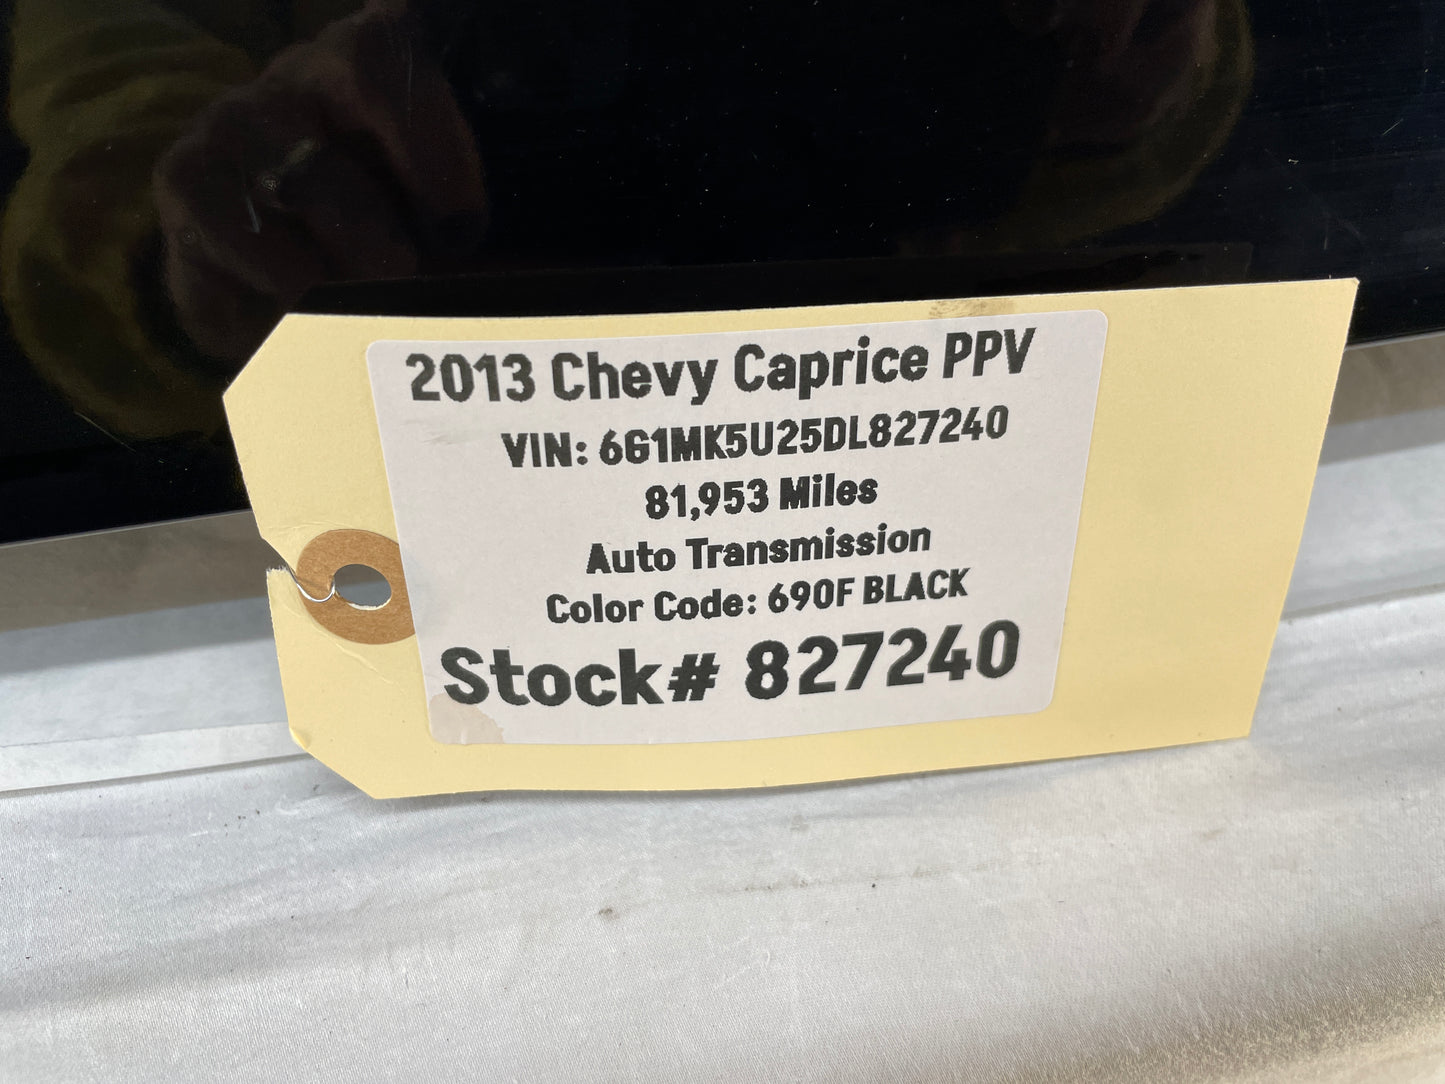 2013 Chevy Caprice PPV
VIN: 6G1MK5U25DL827240
81,953 Miles
Auto Transmission
Color Code: 690F BLACK
Stock# 827240